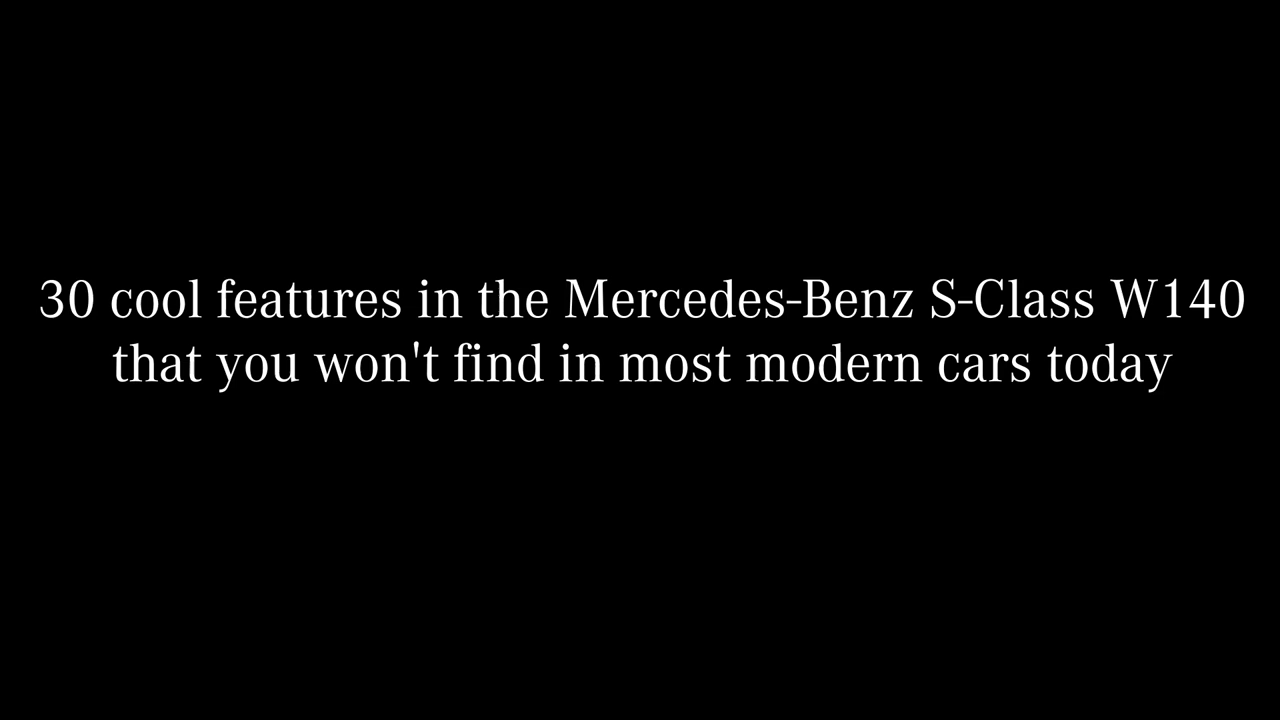 30 cool features in the Mercedes-Benz S-Class W140
that you won't find in most modern cars today